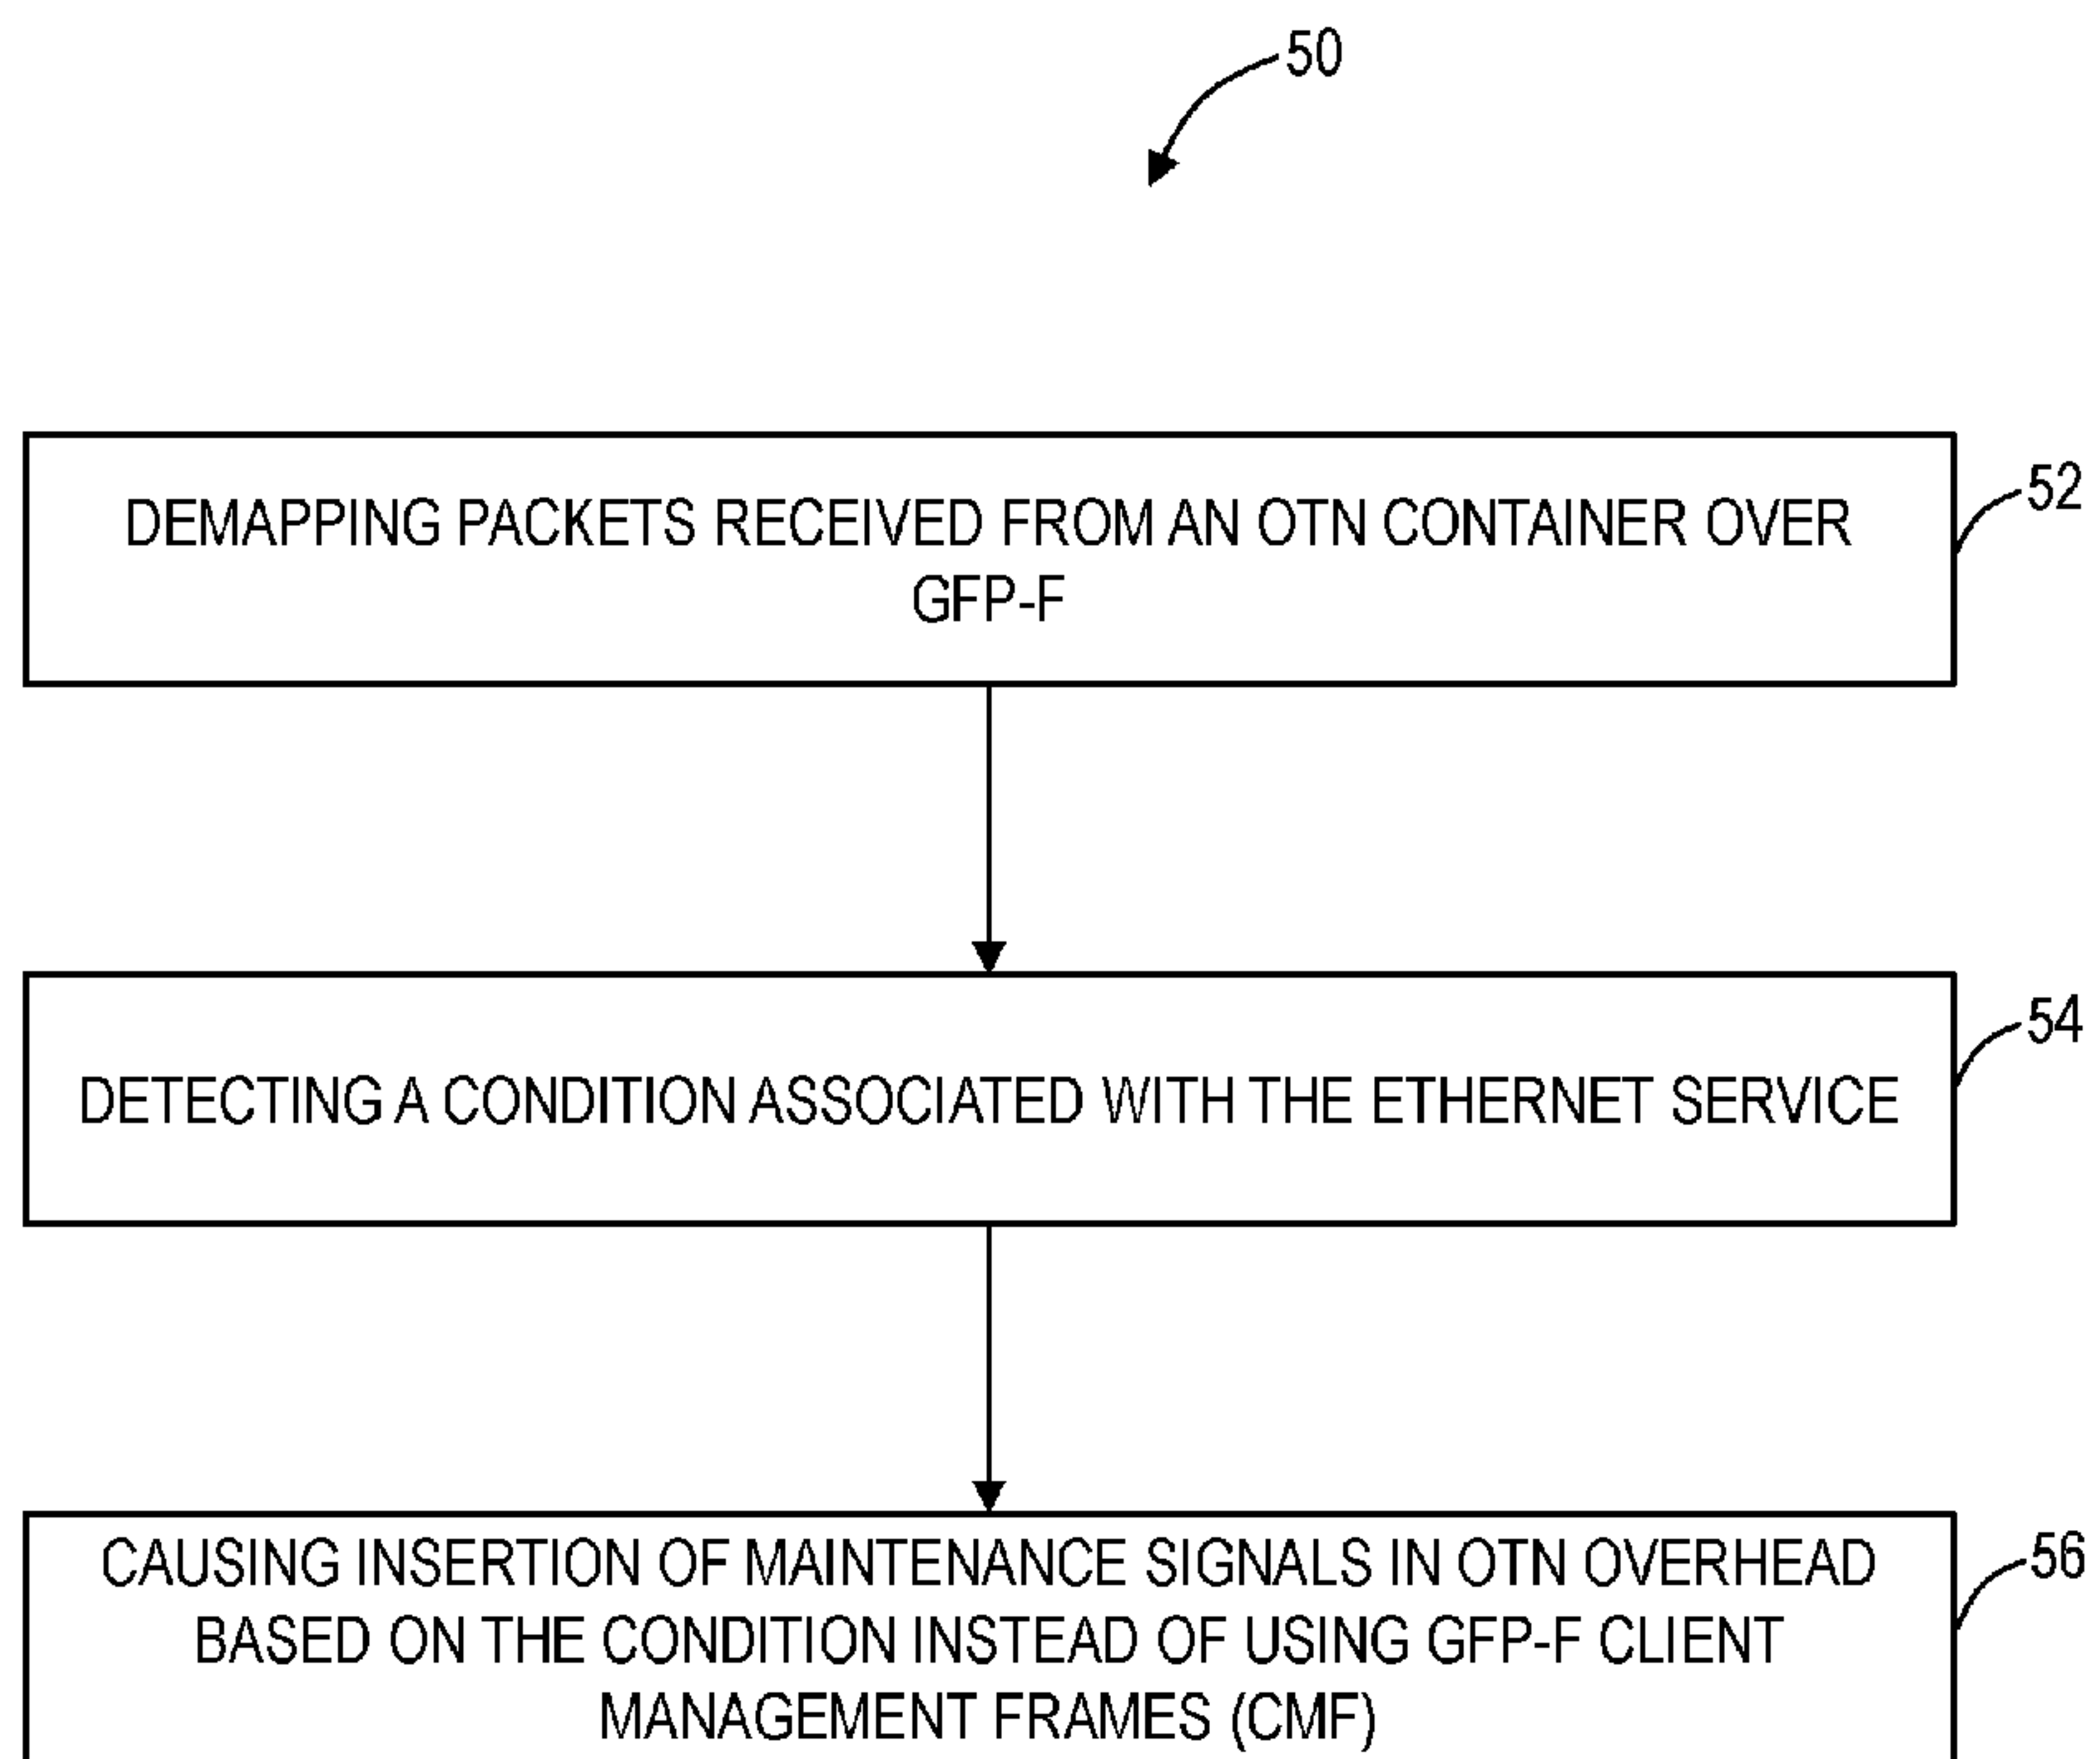 50
DEMAPPING PACKETS RECEIVED FROM AN OTN CONTAINER OVER
GFP-F
52
DETECTING A CONDITION ASSOCIATED WITH THE ETHERNET SERVICE
54
CAUSING INSERTION OF MAINTENANCE SIGNALS IN OTN OVERHEAD
BASED ON THE CONDITION INSTEAD OF USING GFP-F CLIENT
MANAGEMENT FRAMES (CMF)
56